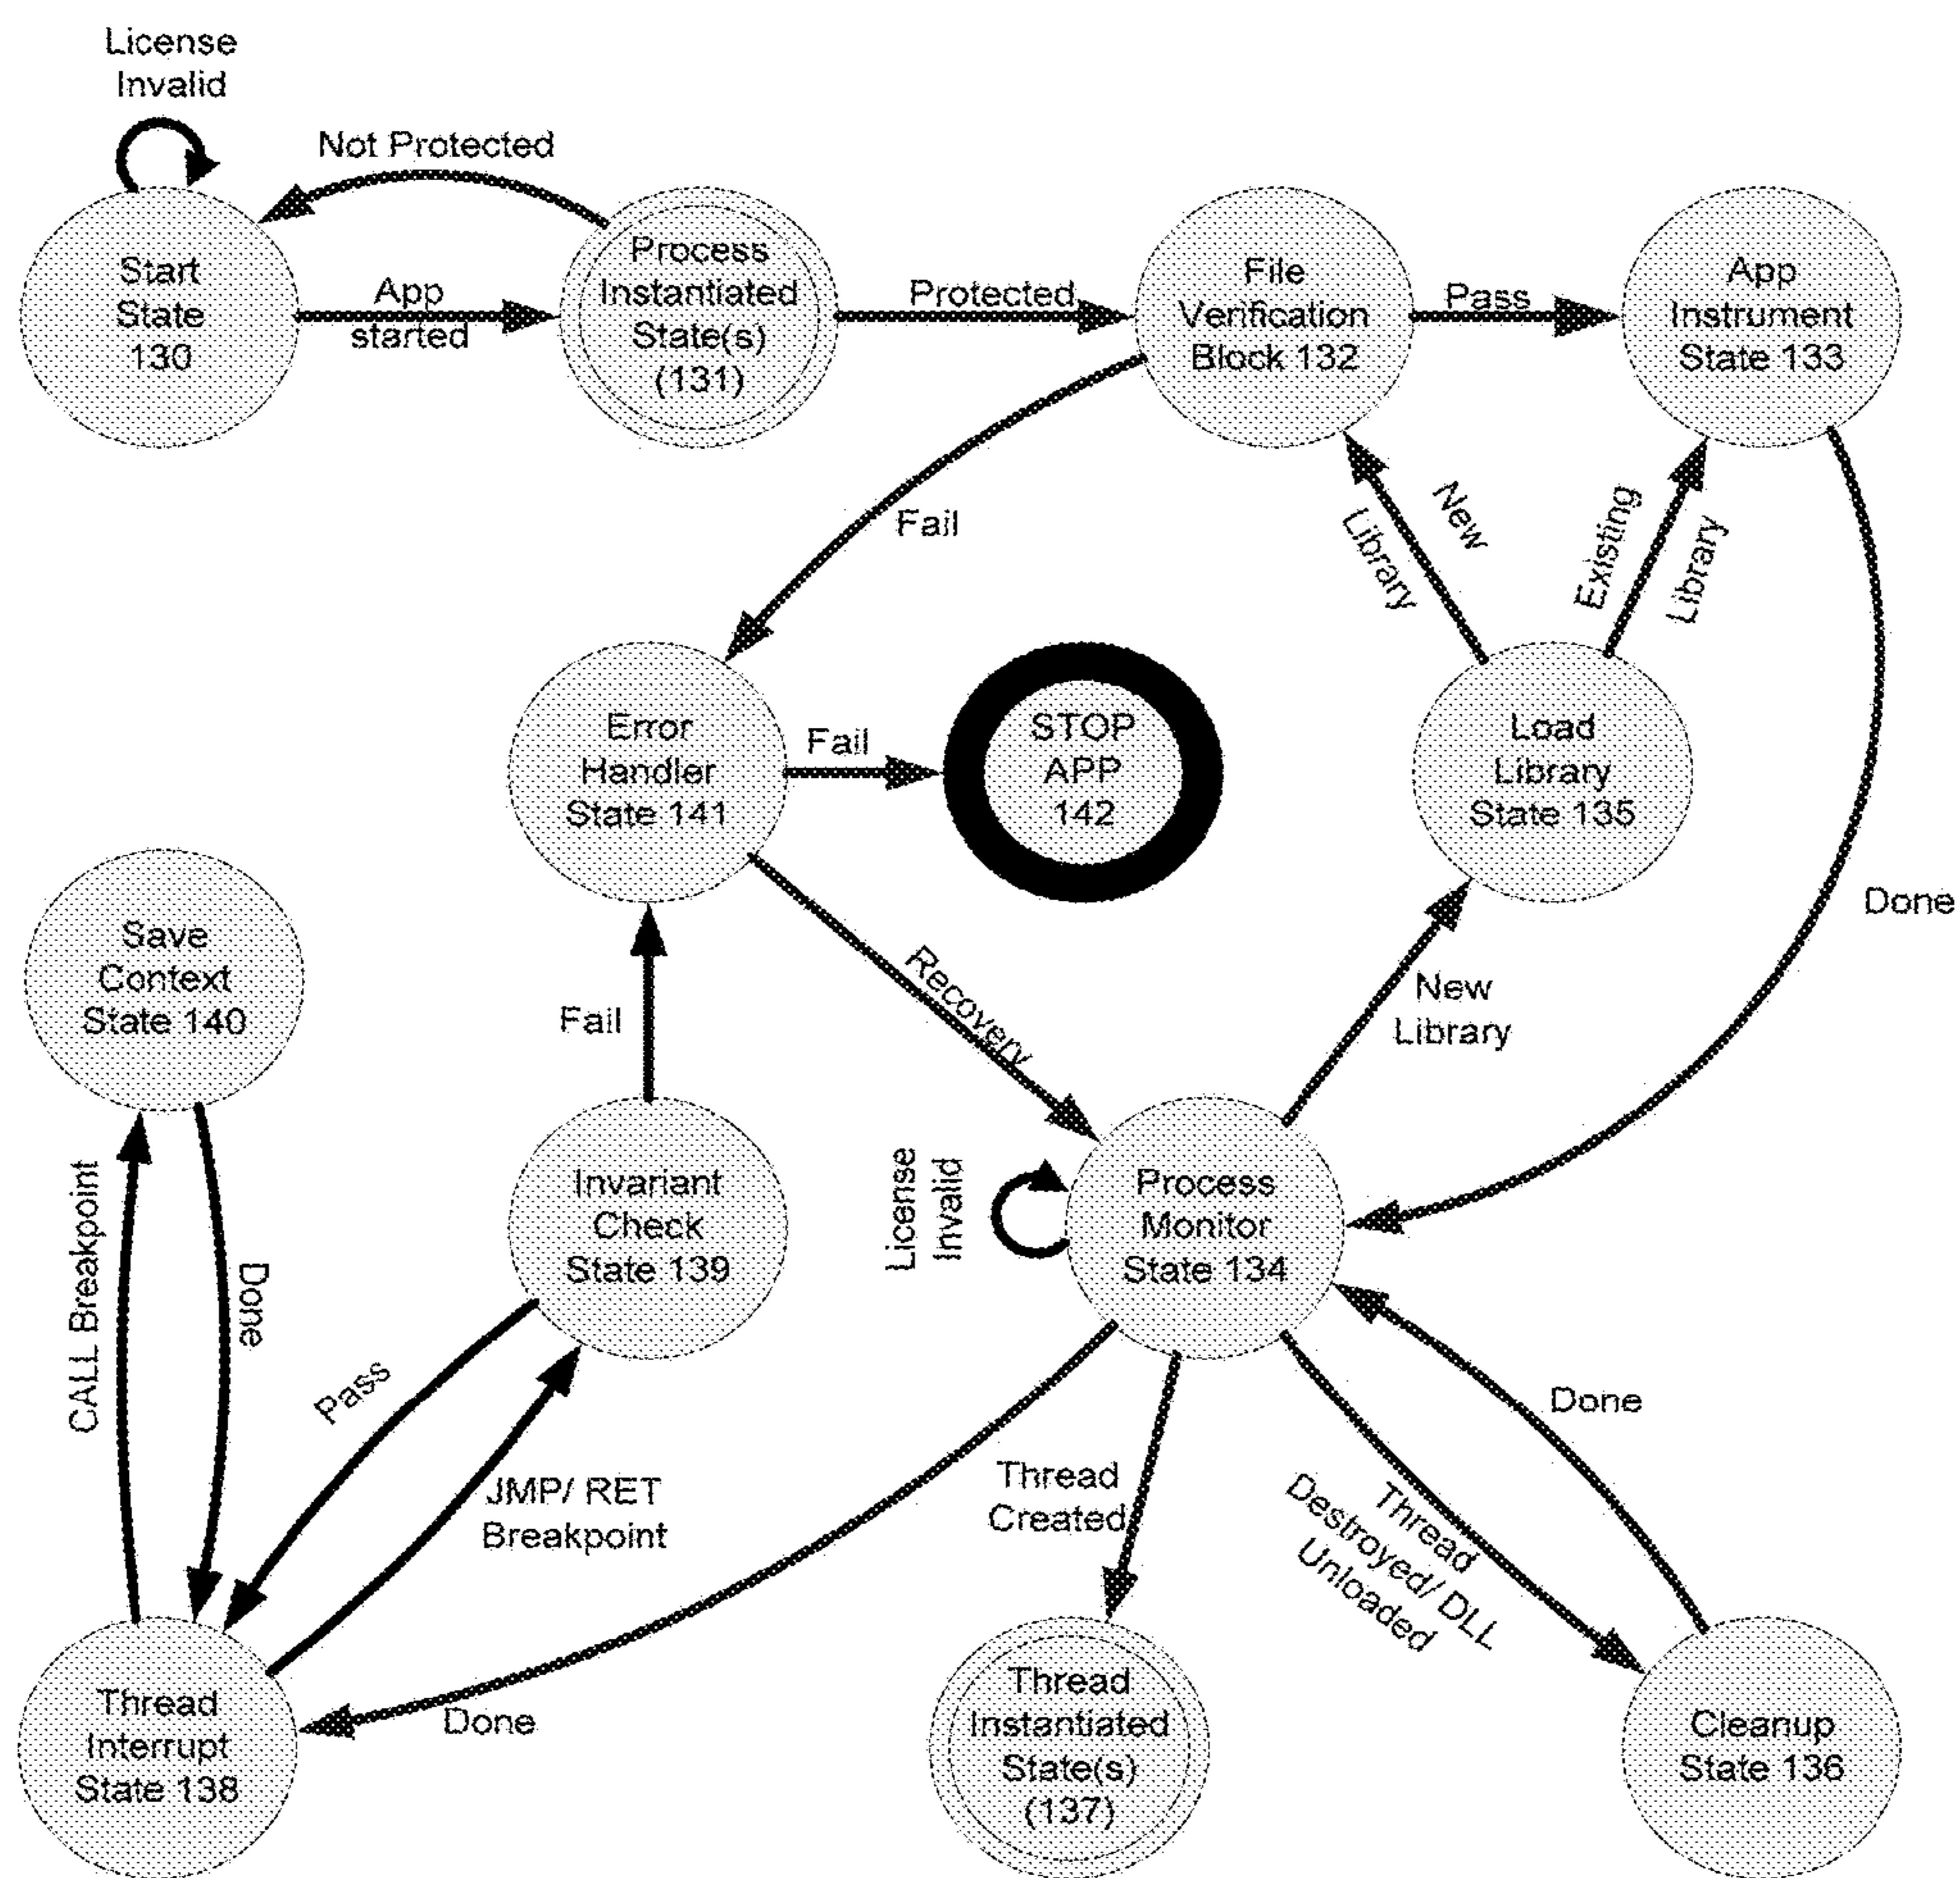 License
Invalid
Not Protected
Start
State
130
App
started
Process
Instantiated
State(s)
(131)
Protected
File
Verification
Block 132
Pass
App
Instrument
State 133
Fail
New
Library
Existing
Library
Error
Handler
State 141
Fail
STOP
APP
142
Load
Library
State 135
Done
Save
Context
State 140
Fail
Recovery
New
Library
CALL Breakpoint
Done
Invariant
Check
State 139
License
Invalid
Process
Monitor
State 134
Pass
JMP/ RET
Breakpoint
Thread
Created
Thread
Destroyed/ DLL
Unloaded
Done
Thread
Interrupt
State 138
Done
Thread
Instantiated
State(s)
(137)
Cleanup
State 136